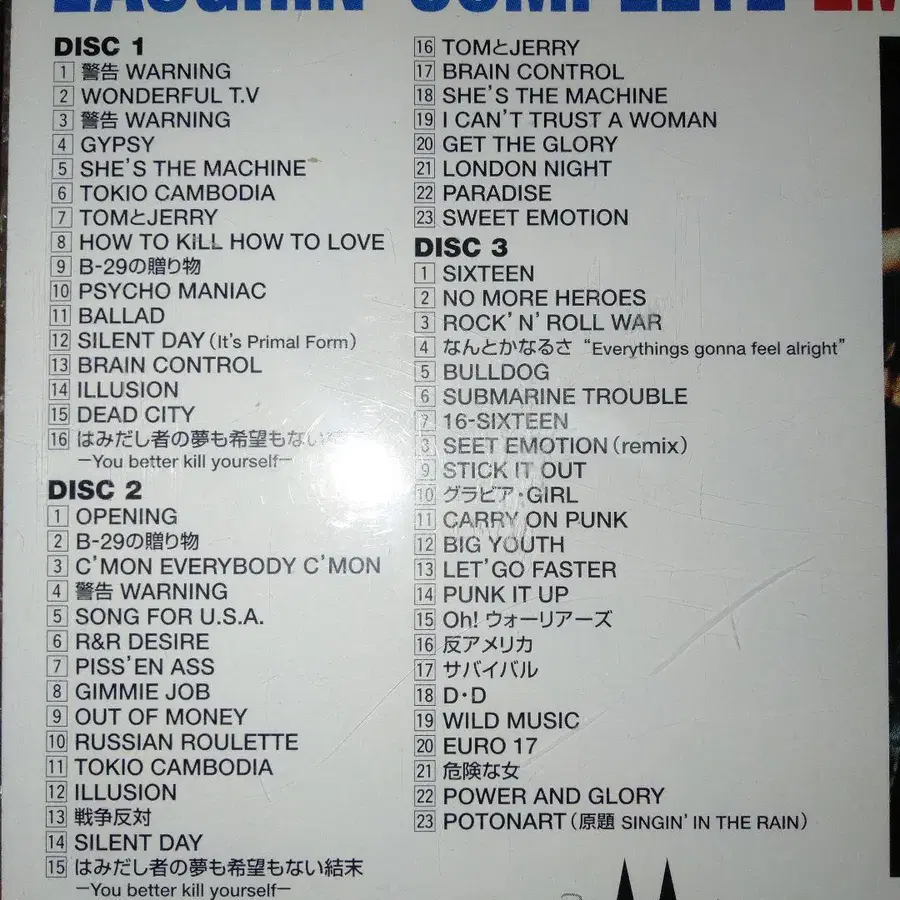 LAUGHIN COMPLETE
DISC 1
1 警告 WARNING
2 WONDERFUL T.V
3 警告 WARNING
4 GYPSY
5 SHE'S THE MACHINE
6 TOKIO CAMBODIA
7 TOMとJERRY
8 HOW TO KILL HOW TO LOVE
9 B-29の贈り物
10 PSYCHO MANIAC
11 BALLAD
12 SILENT DAY (It's Primal Form)
13 BRAIN CONTROL
14 ILLUSION
15 DEAD CITY
16 はみだし者の夢も希望もない
−You better kill yourself−
DISC 2
1 OPENING
2 B-29の贈り物
3 C'MON EVERYBODY C'MON
4 警告 WARNING
5 SONG FOR U.S.A.
6 R&R DESIRE
7 PISS'EN ASS
8 GIMMIE JOB
9 OUT OF MONEY
10 RUSSIAN ROULETTE
11 TOKIO CAMBODIA
12 ILLUSION
13 戦争反対
14 SILENT DAY
15 はみだし者の夢も希望もない結末
−You better kill yourself−
16 TOMとJERRY
17 BRAIN CONTROL
18 SHE'S THE MACHINE
19 I CAN'T TRUST A WOMAN
20 GET THE GLORY
21 LONDON NIGHT
22 PARADISE
23 SWEET EMOTION
DISC 3
1 SIXTEEN
2 NO MORE HEROES
3 ROCK'N'ROLL WAR
4 なんとかなるさ “Everythings gonna feel alright”
5 BULLDOG
6 SUBMARINE TROUBLE
7 16-SIXTEEN
8 SEET EMOTION (remix)
9 STICK IT OUT
10 グラビア・GIRL
11 CARRY ON PUNK
12 BIG YOUTH
13 LET'GO FASTER
14 PUNK IT UP
15 Oh! ウォーリアーズ
16 反アメリカ
17 サバイバル
18 D・D
19 WILD MUSIC
20 EURO 17
21 危険な女
22 POWER AND GLORY
23 POTONART (原題 SINGIN' IN THE RAIN)